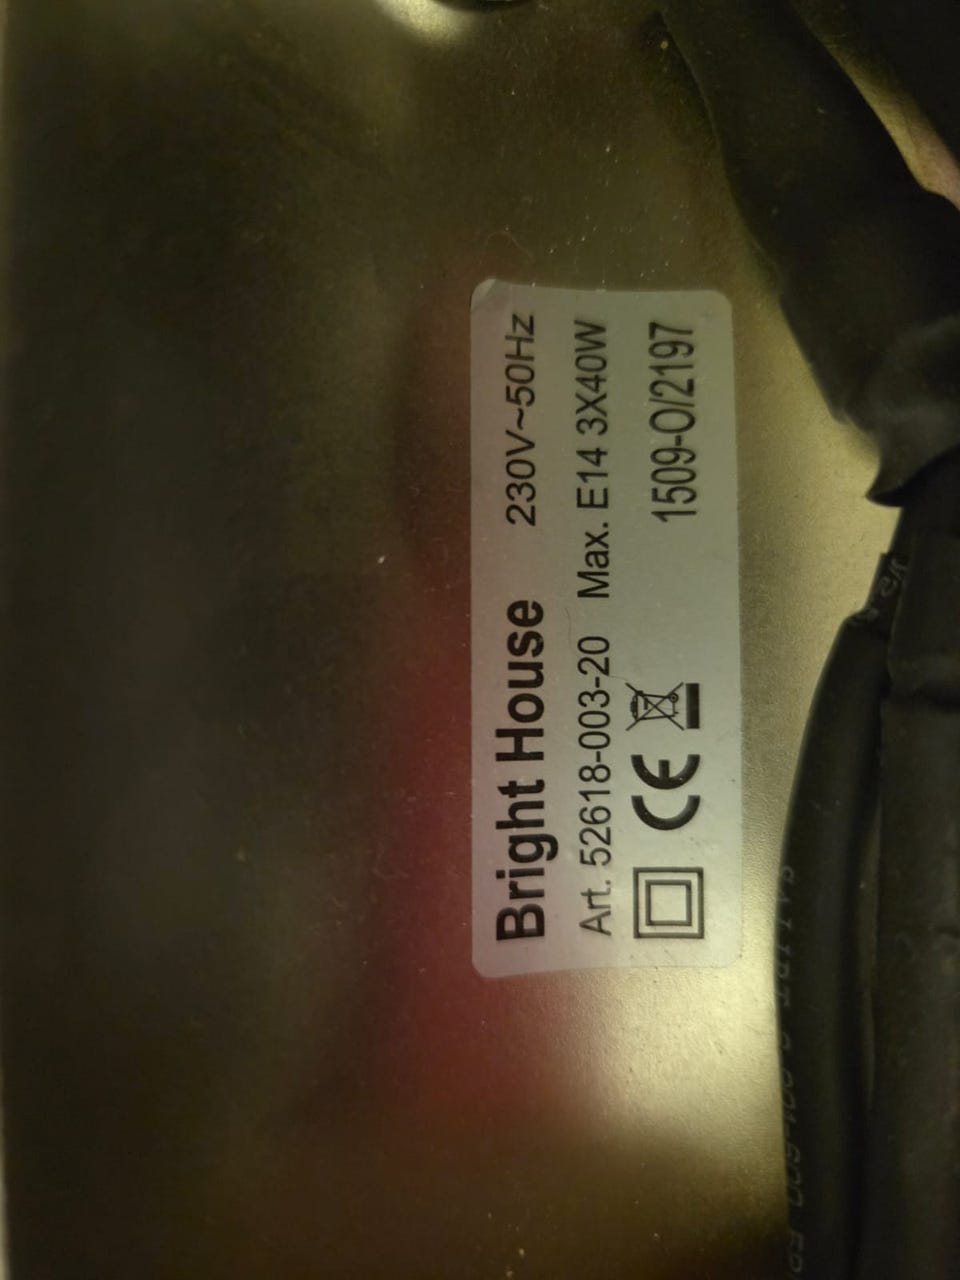 Bright House 230V~50Hz
Art. 52618-003-20 Max. E14 3X40W
CE 1509-O/2197